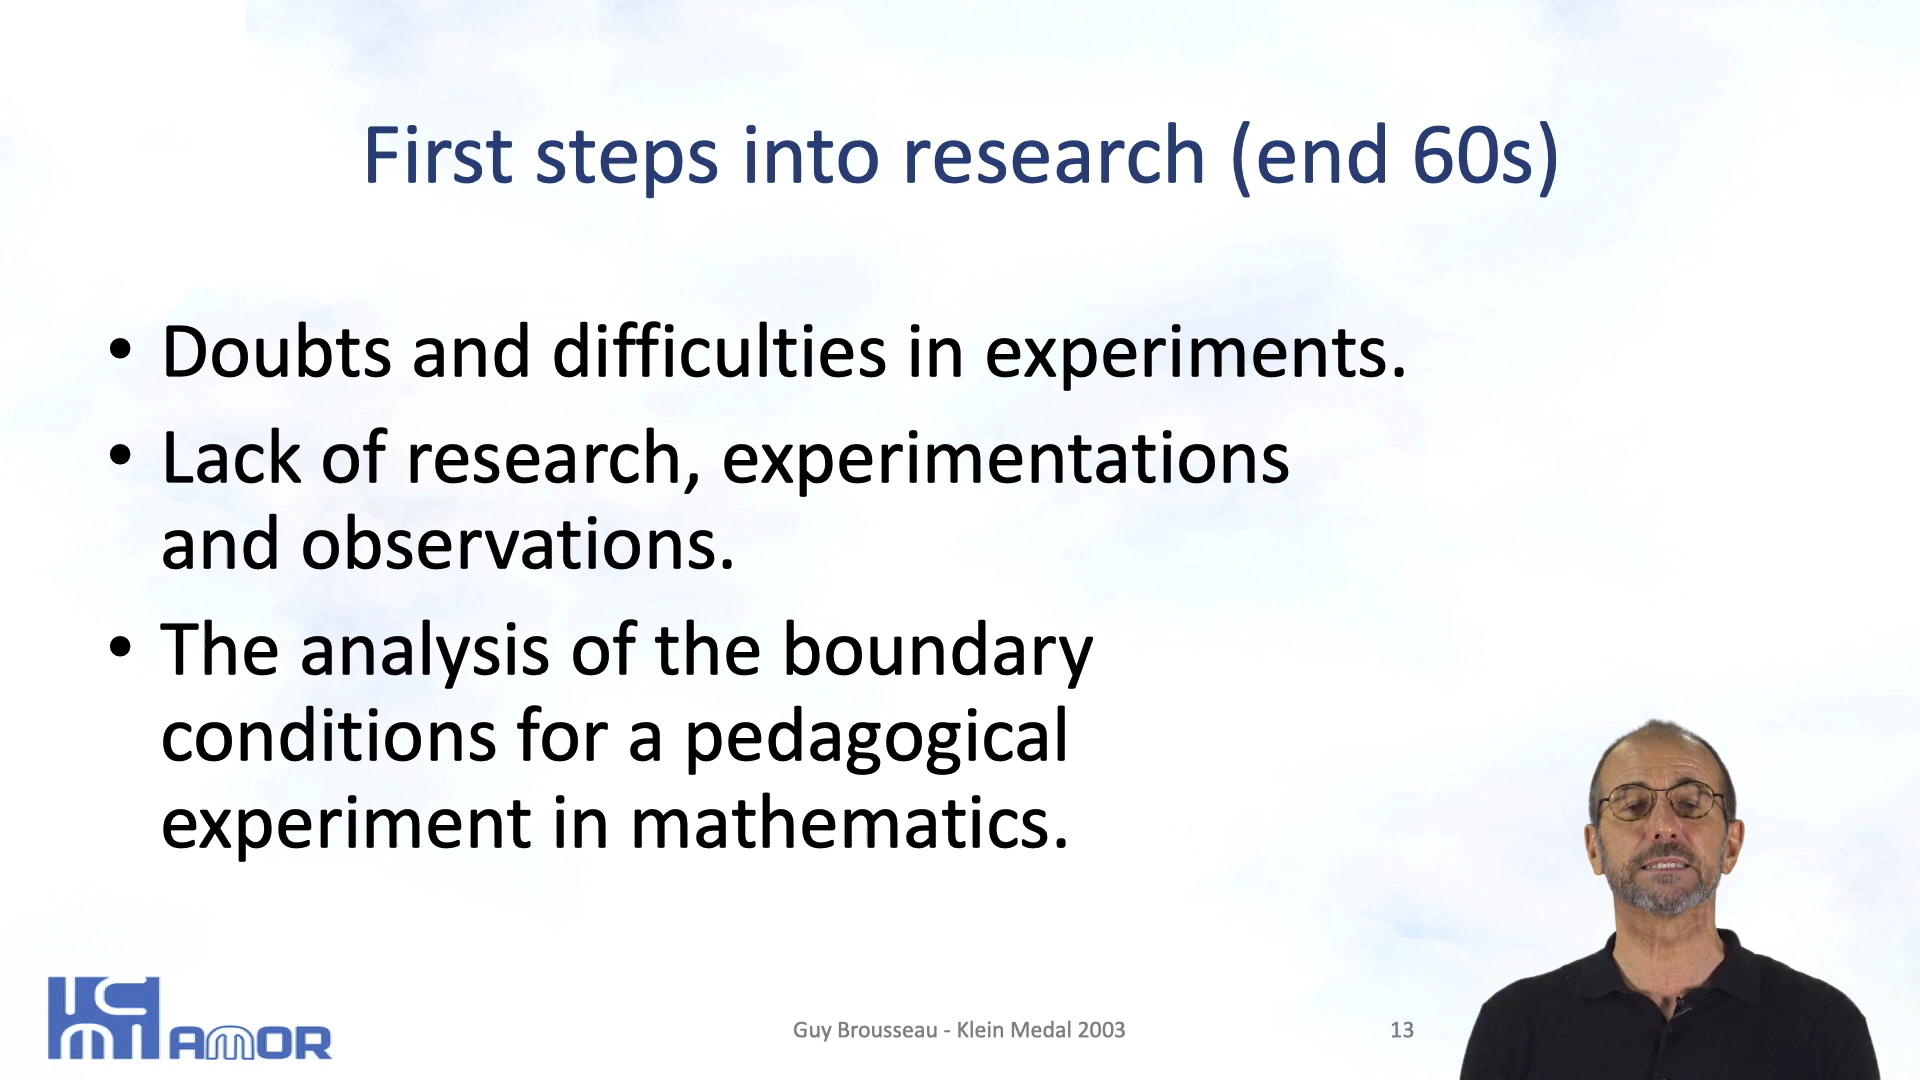 First steps into research (end 60s)
• Doubts and difficulties in experiments.
• Lack of research, experimentations
and observations.
• The analysis of the boundary
conditions for a pedagogical
experiment in mathematics.
ICMI AMOR
Guy Brousseau - Klein Medal 2003
13